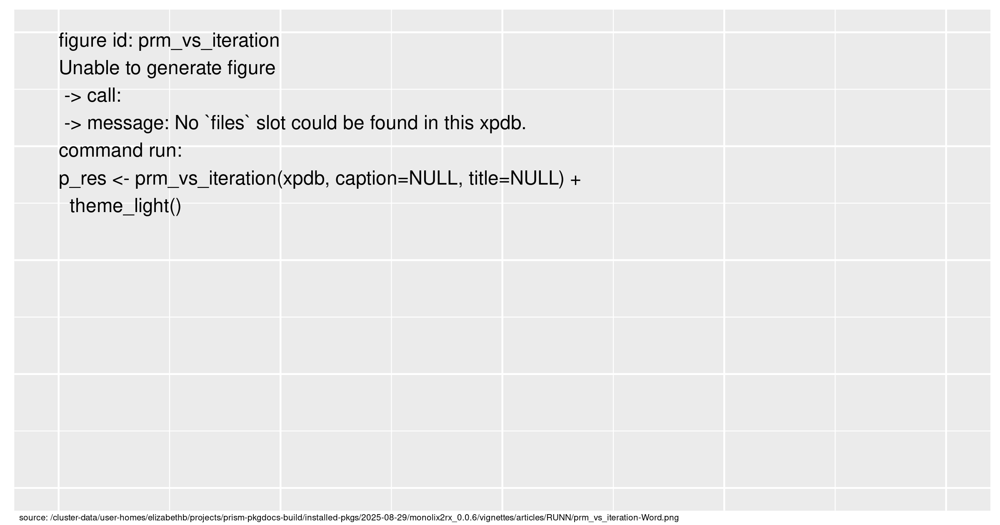 figure id: prm_vs_iteration
Unable to generate figure
 -> call:
 -> message: No `files` slot could be found in this xpdb.
command run:
p_res <- prm_vs_iteration(xpdb, caption=NULL, title=NULL) +
  theme_light()
source: /cluster-data/user-homes/elizabethb/projects/prism-pkgdocs-build/installed-pkgs/2025-08-29/monolix2rx_0.0.6/vignettes/articles/RUNN/prm_vs_iteration-Word.png